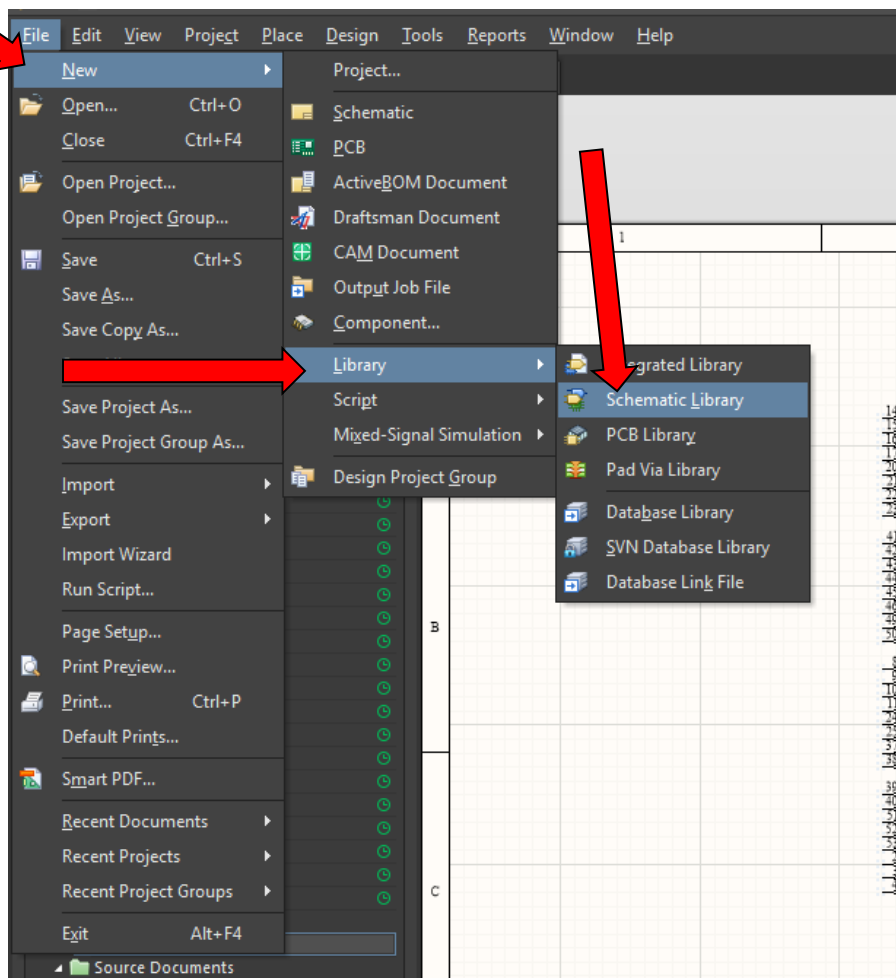 File Edit View Project Place Design Tools Reports Window Help
New
Open... Ctrl+O
Close Ctrl+F4
Open Project...
Open Project Group...
Save Ctrl+S
Save As...
Save Copy As...
Save Project As...
Save Project Group As...
Import
Export
Import Wizard
Run Script...
Page Setup...
Print Preview...
Print... Ctrl+P
Default Prints...
Smart PDF...
Recent Documents
Recent Projects
Recent Project Groups
Exit Alt+F4
Source Documents
Project...
Schematic
PCB
ActiveBOM Document
Draftsman Document
CAM Document
Output Job File
Component...
Library
Script
Mixed-Signal Simulation
Design Project Group
Library
Schematic Library
PCB Library
Pad Via Library
Database Library
SVN Database Library
Database Link File
1
B
C